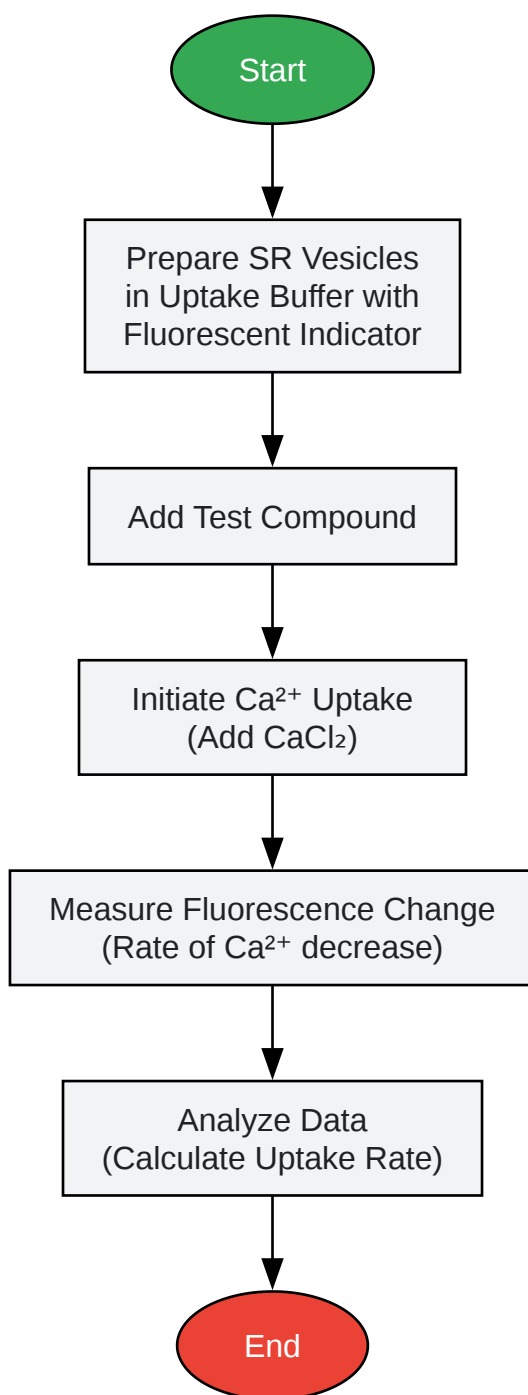 Start
Prepare SR Vesicles
in Uptake Buffer with
Fluorescent Indicator
Add Test Compound
Initiate Ca²⁺ Uptake
(Add CaCl₂)
Measure Fluorescence Change
(Rate of Ca²⁺ decrease)
Analyze Data
(Calculate Uptake Rate)
End